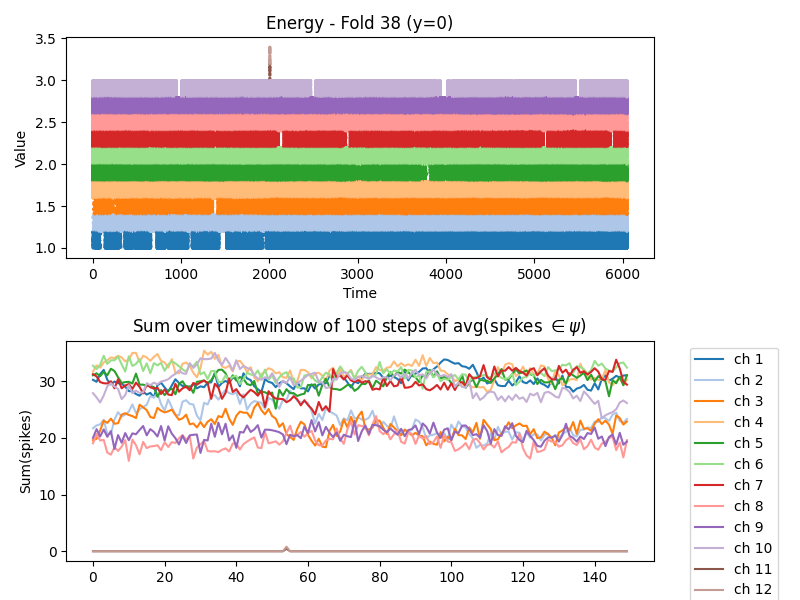 Energy - Fold 38 (y=0)
3.5
3.0
2.5
2.0
1.5
1.0
Value
0 1000 2000 3000 4000 5000 6000
Time
Sum over timewindow of 100 steps of avg(spikes ∈ψ)
30
20
10
0
Sum(spikes)
0 20 40 60 80 100 120 140
ch 1
ch 2
ch 3
ch 4
ch 5
ch 6
ch 7
ch 8
ch 9
ch 10
ch 11
ch 12